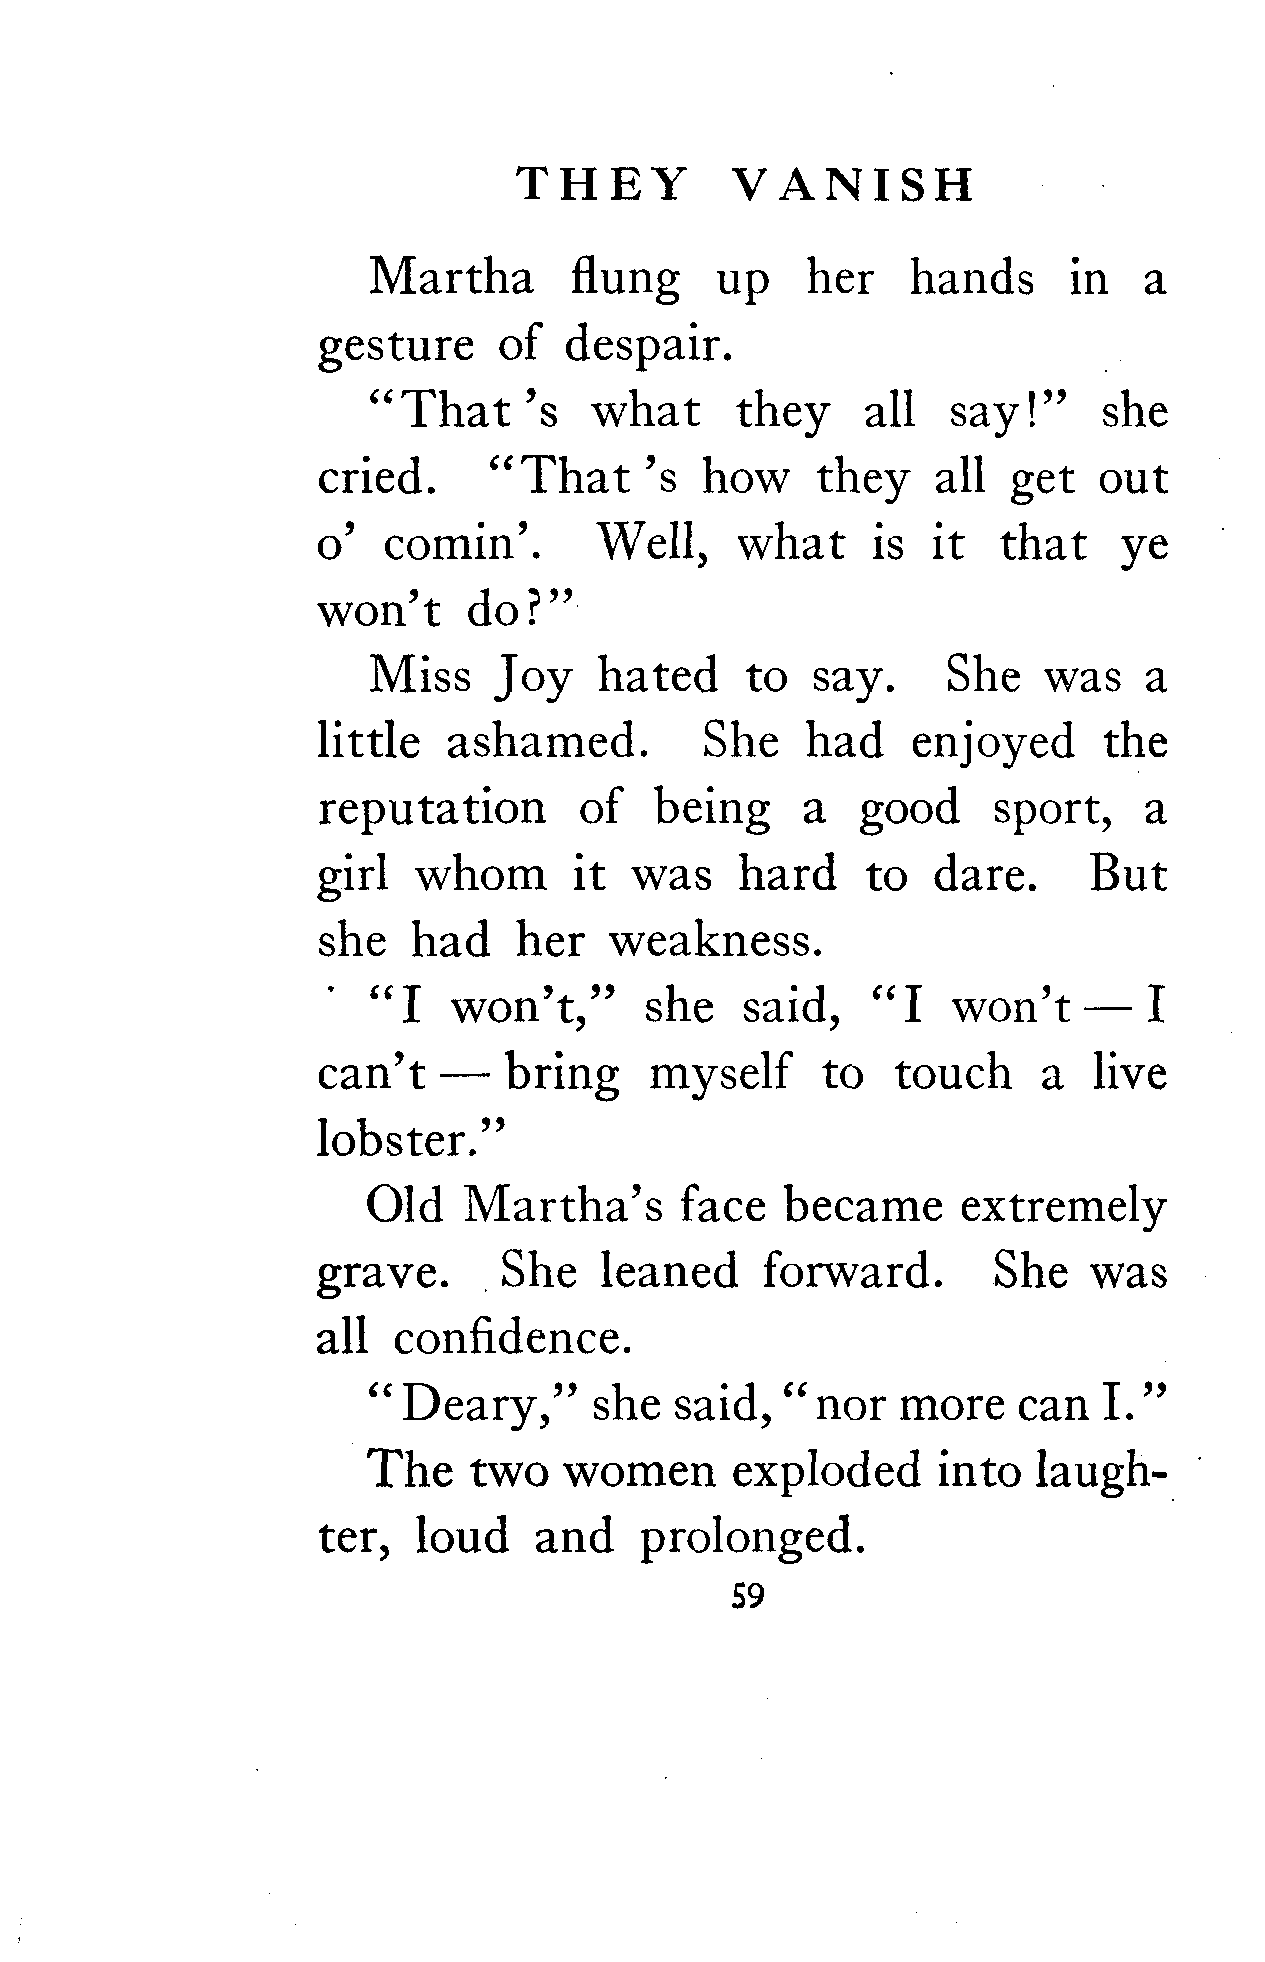 THEY VANISH
Martha flung up her hands in a
gesture of despair.
“That ’s what they all say!” she
cried. “That ’s how they all get out
o’ comin’. Well, what is it that ye
won’t do?”
Miss Joy hated to say. She was a
little ashamed. She had enjoyed the
reputation of being a good sport, a
girl whom it was hard to dare. But
she had her weakness.
“I won’t,” she said, “I won’t — I
can’t — bring myself to touch a live
lobster.”
Old Martha’s face became extremely
grave. She leaned forward. She was
all confidence.
“Deary,” she said, “nor more can I.”
The two women exploded into laugh-
ter, loud and prolonged.
59